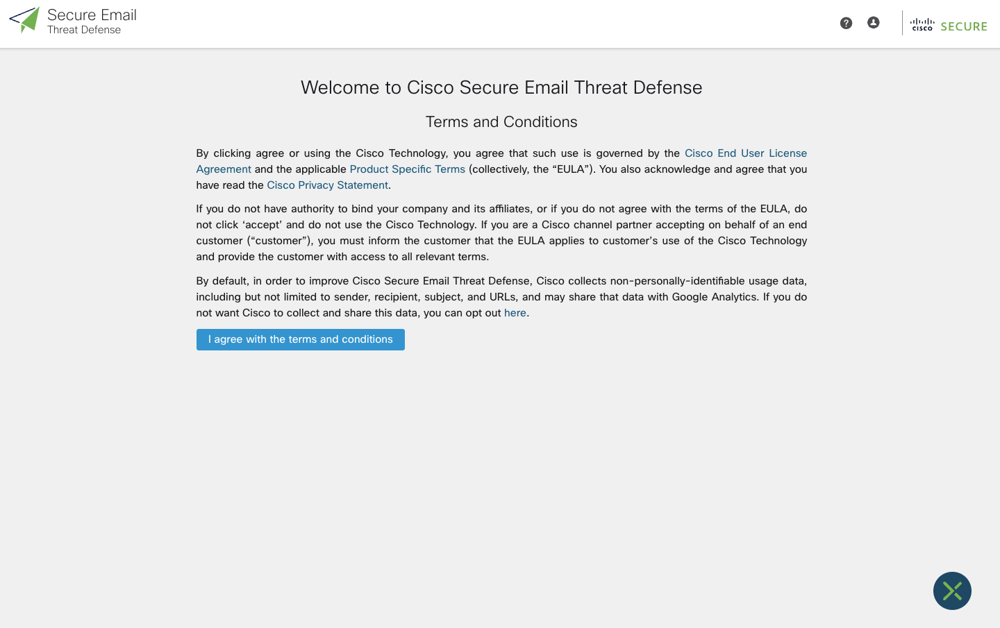 Secure Email
Threat Defense
?
CISCO SECURE
Welcome to Cisco Secure Email Threat Defense
Terms and Conditions
By clicking agree or using the Cisco Technology, you agree that such use is governed by the Cisco End User License
Agreement and the applicable Product Specific Terms (collectively, the “EULA”). You also acknowledge and agree that you
have read the Cisco Privacy Statement.
If you do not have authority to bind your company and its affiliates, or if you do not agree with the terms of the EULA, do
not click ‘accept’ and do not use the Cisco Technology. If you are a Cisco channel partner accepting on behalf of an end
customer (“customer”), you must inform the customer that the EULA applies to customer’s use of the Cisco Technology
and provide the customer with access to all relevant terms.
By default, in order to improve Cisco Secure Email Threat Defense, Cisco collects non-personally-identifiable usage data,
including but not limited to sender, recipient, subject, and URLs, and may share that data with Google Analytics. If you do
not want Cisco to collect and share this data, you can opt out here.
I agree with the terms and conditions